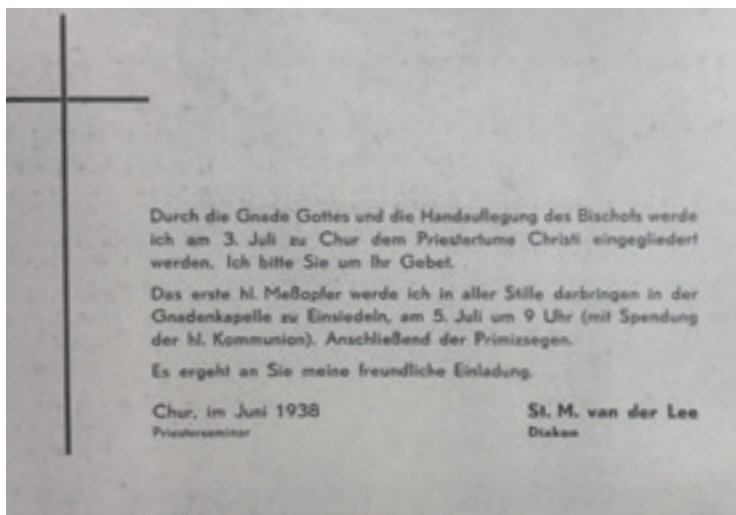 Durch die Gnade Gottes und die Handauflegung des Bischofs werde
ich am 3. Juli zu Chur dem Priestertume Christi eingegliedert
werden. Ich bitte Sie um Ihr Gebet.
Das erste hl. Meßopfer werde ich in aller Stille darbringen in der
Gnadenkapelle zu Einsiedeln, am 5. Juli um 9 Uhr (mit Spendung
der hl. Kommunion). Anschließend der Primizsegen.
Es ergeht an Sie meine freundliche Einladung.
Chur, im Juni 1938 St. M. van der Lee
Priesterseminar Diakon